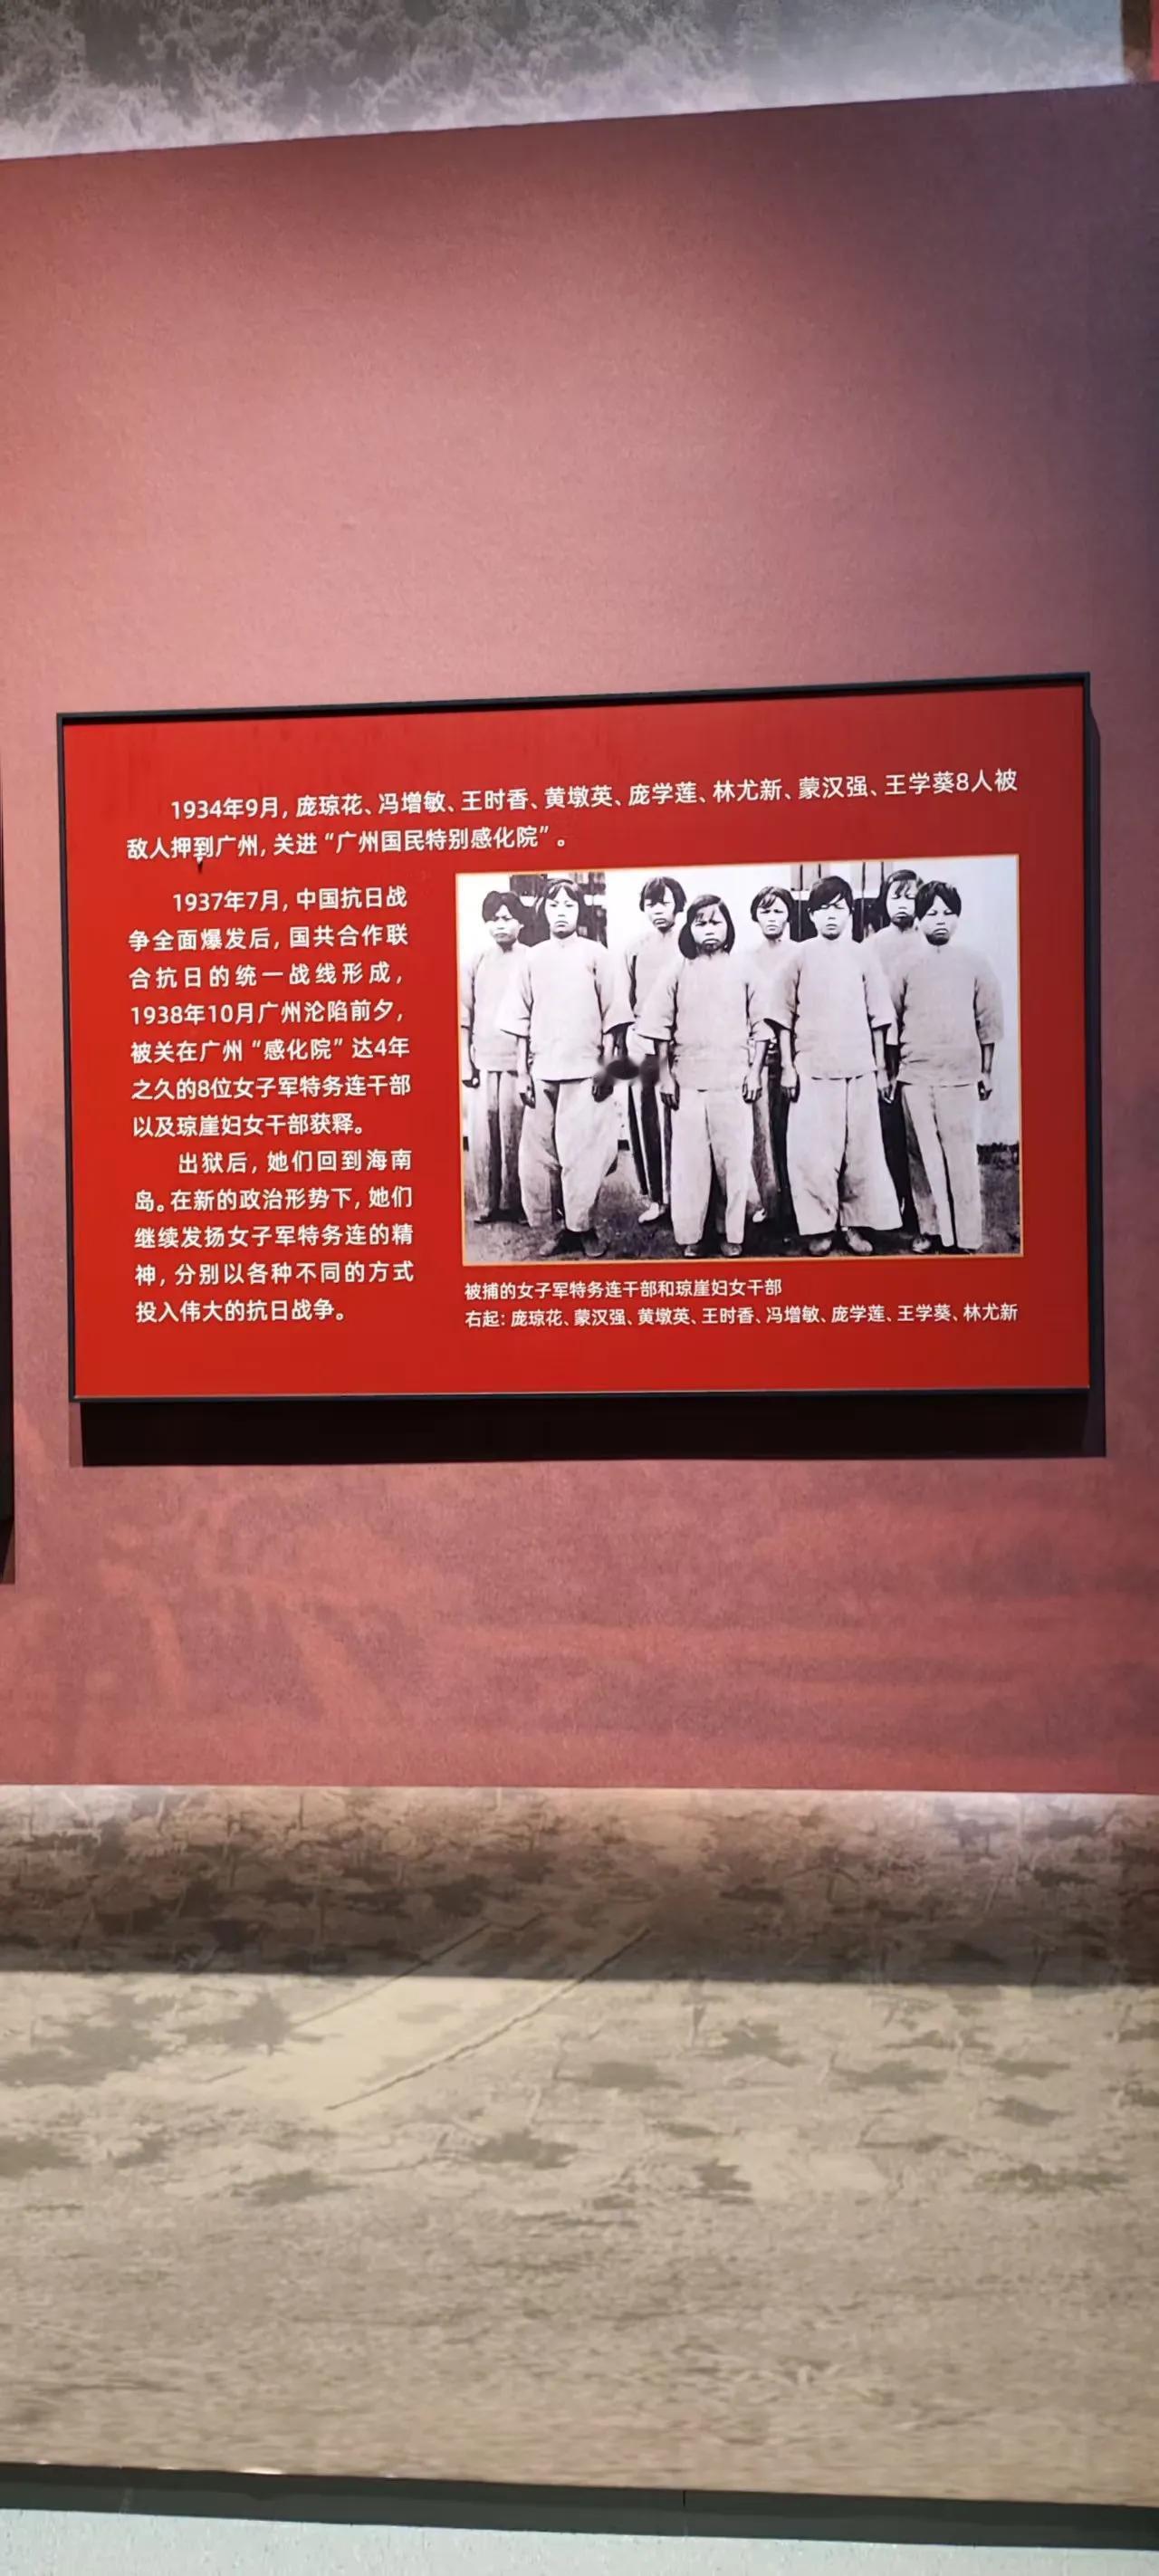 1934年9月，庞琼花、冯增敏、王时香、黄墩英、庞学莲、林尤新、蒙汉强、王学葵8人被
敌人押到广州，关进“广州国民特别感化院”。
1937年7月，中国抗日战
争全面爆发后，国共合作联
合抗日的统一战线形成，
1938年10月广州沦陷前夕，
被关在广州“感化院”达4年
之久的8位女子军特务连干部
以及琼崖妇女干部获释。
出狱后，她们回到海南
岛。在新的政治形势下，她们
继续发扬女子军特务连的精
神，分别以各种不同的方式
投入伟大的抗日战争。
被捕的女子军特务连干部和琼崖妇女干部
右起：庞琼花、蒙汉强、黄墩英、王时香、冯增敏、庞学莲、王学葵、林尤新